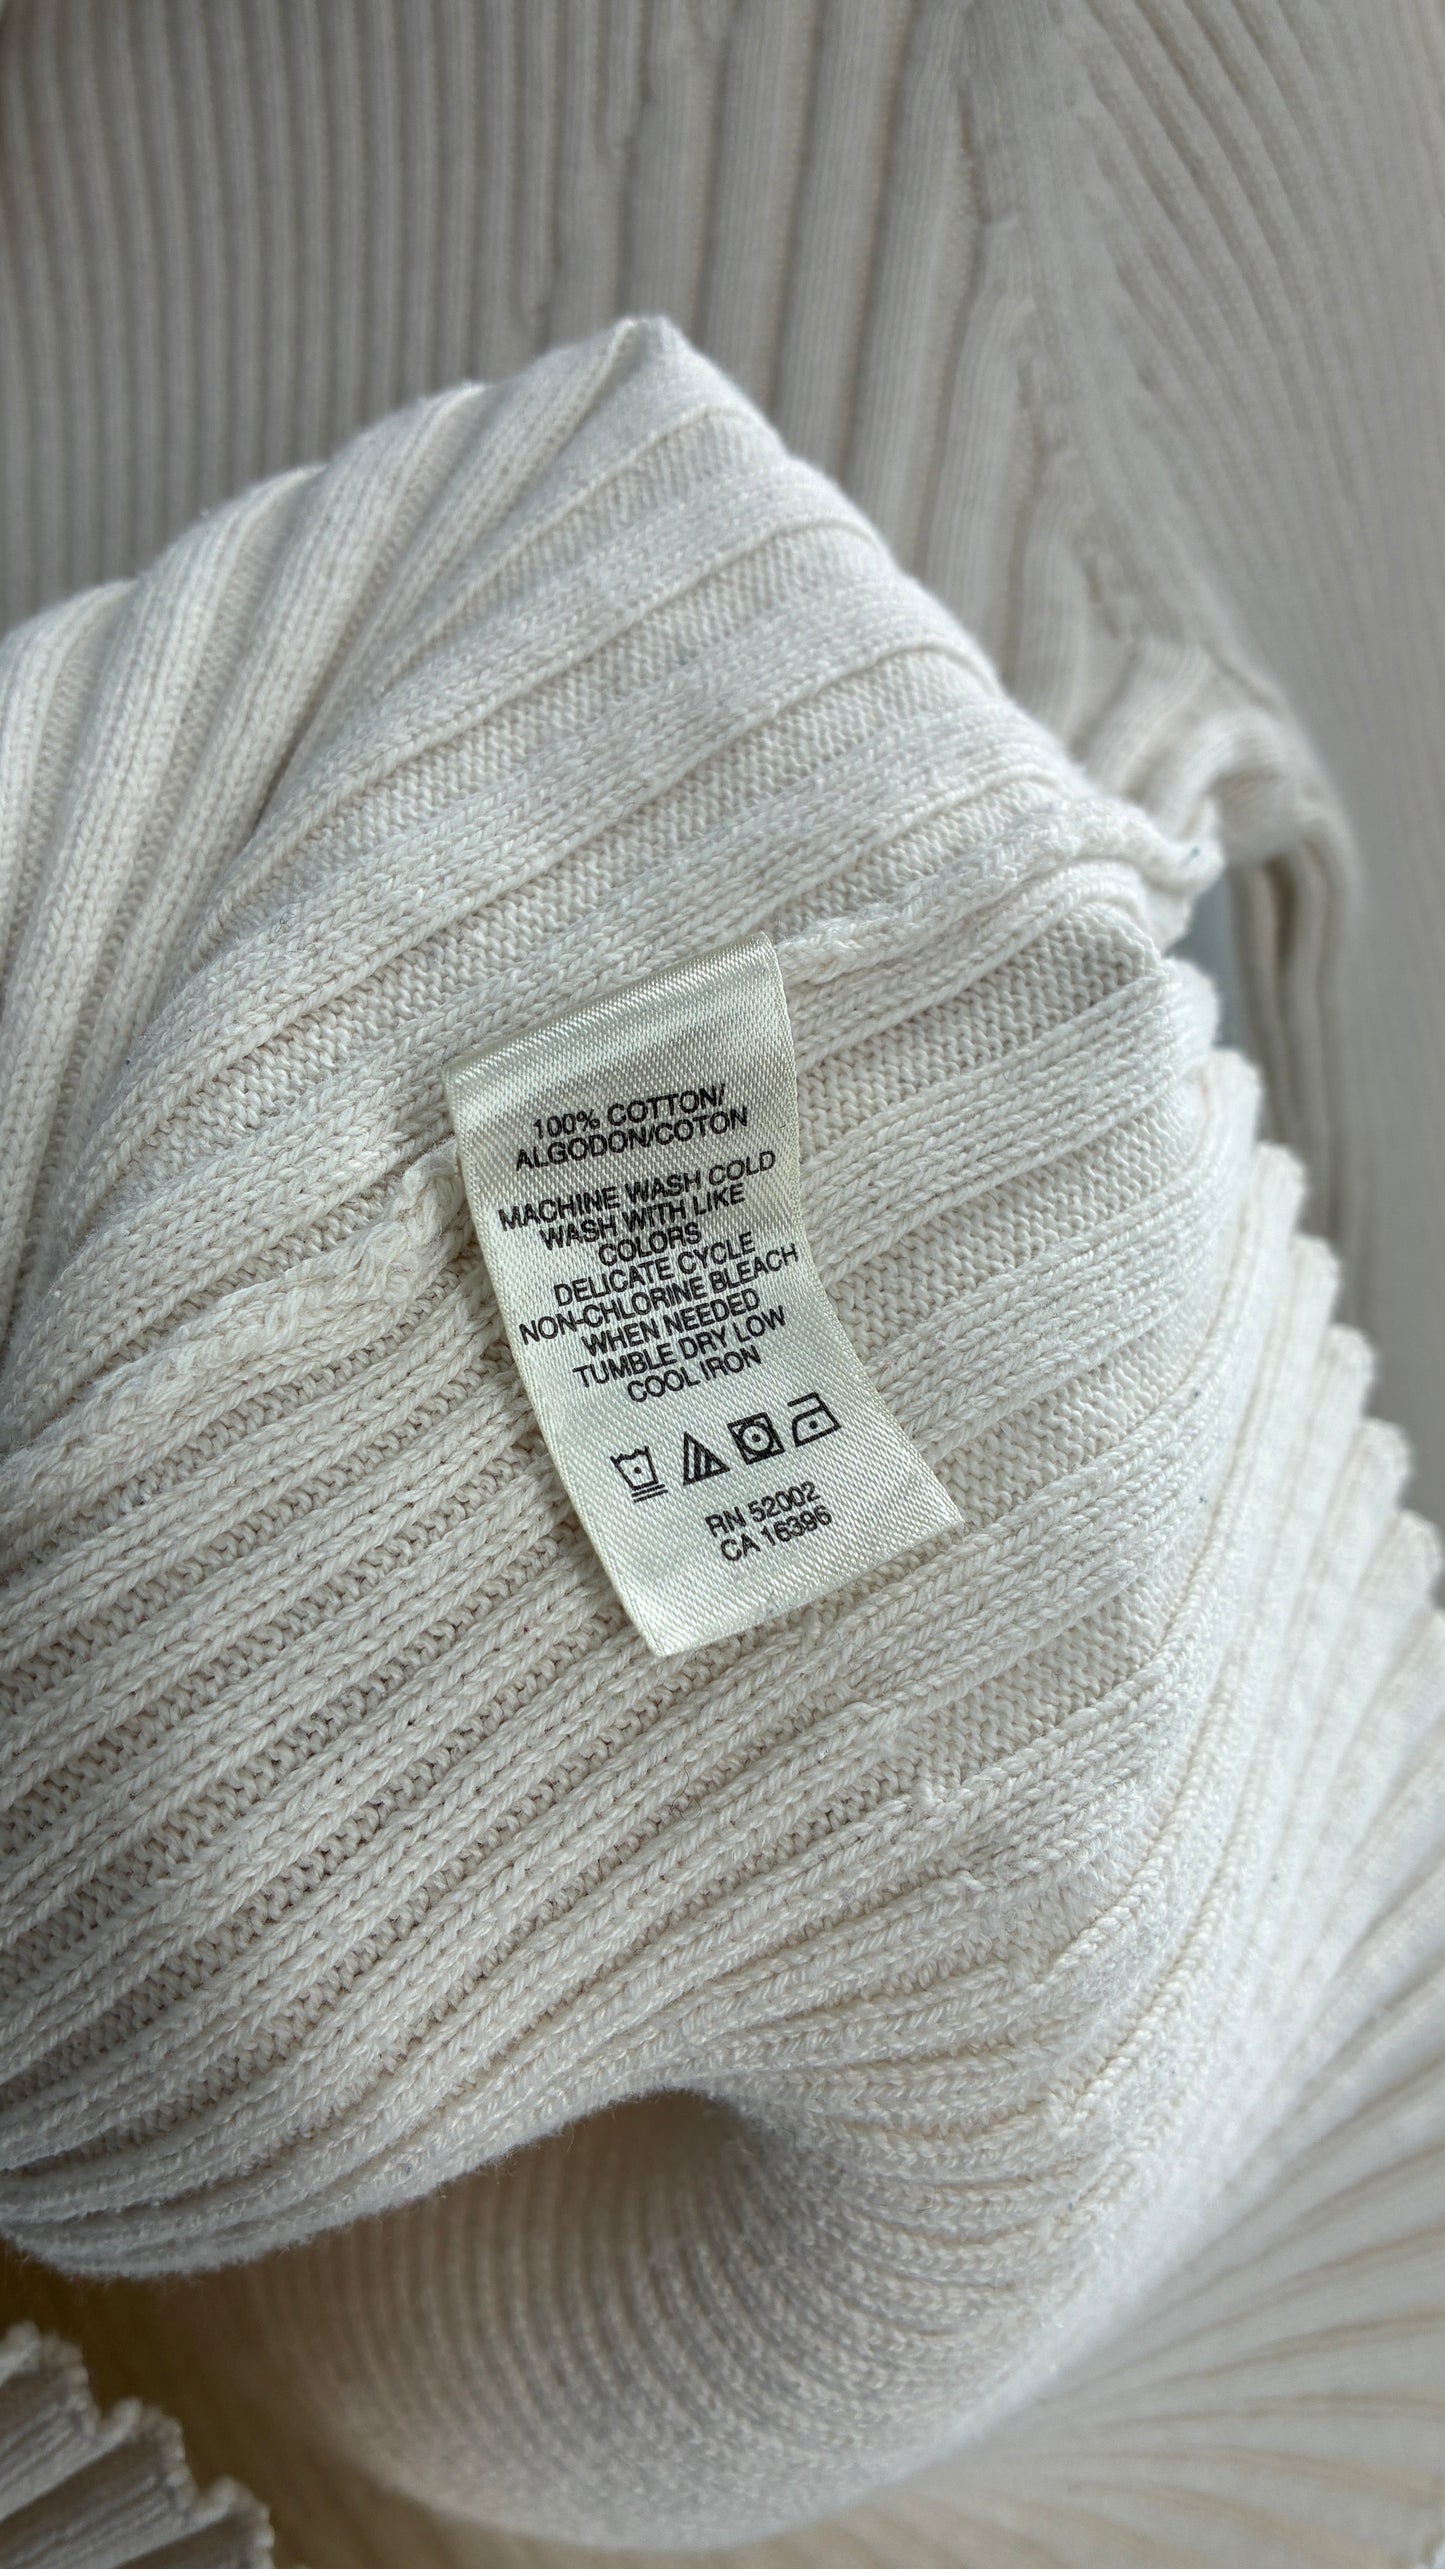 100% COTTON/
ALGODON/COTON
MACHINE WASH COLD
WASH WITH LIKE
COLORS
DELICATE CYCLE
NON-CHLORINE BLEACH
WHEN NEEDED
TUMBLE DRY LOW
COOL IRON
RN 52002
CA 16396